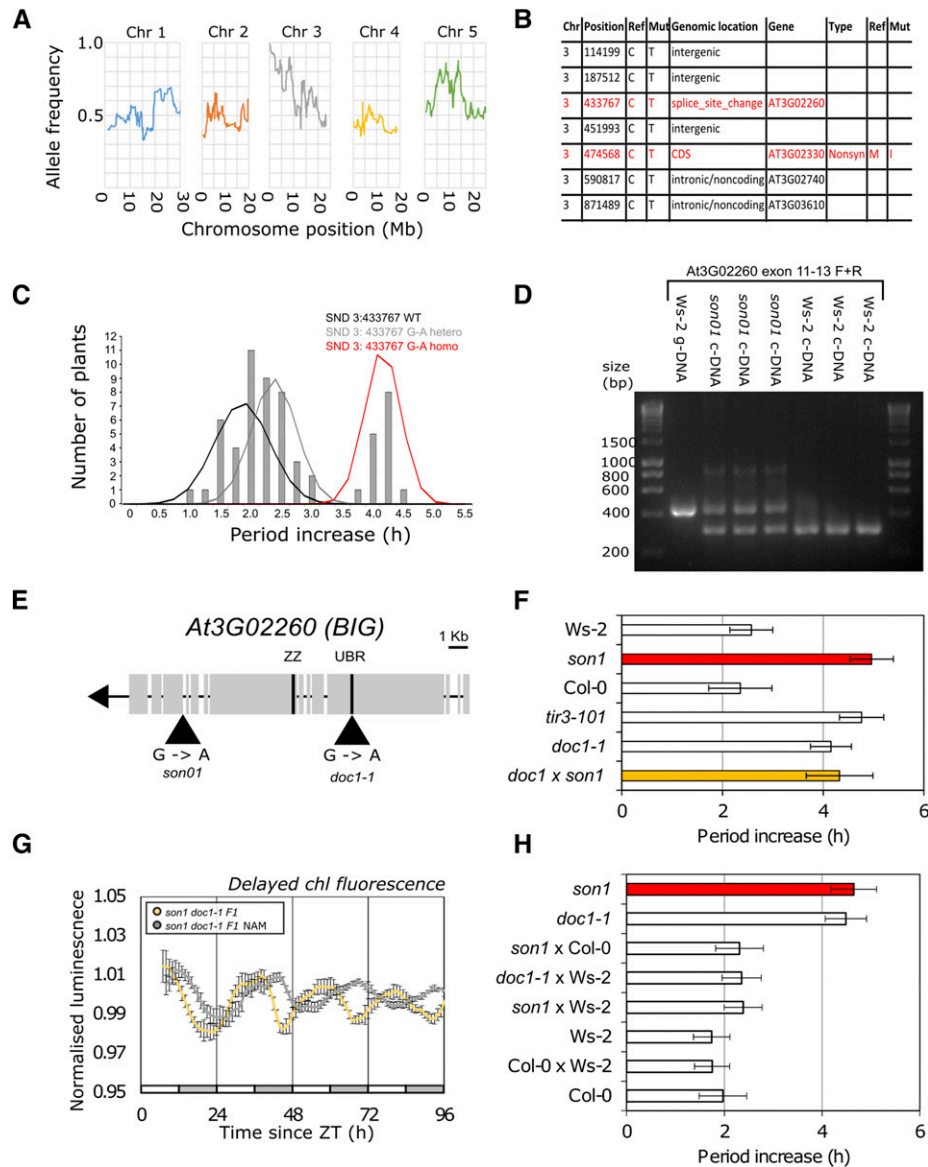 A
Chr 1 Chr 2 Chr 3 Chr 4 Chr 5
Allele frequency
1.0
0.5
0 10 20 30 0 10 0 10 20 0 10 20 0 10 20
Chromosome position (Mb)
B
Chr Position Ref Mut Genomic location Gene Type Ref Mut
3 114199 C T intergenic
3 187512 C T intergenic
3 433767 C T splice_site_change AT3G02260
3 451993 C T intergenic
3 474568 C T CDS AT3G02330 Nonsyn M I
3 590817 C T intronic/noncoding AT3G02740
3 871489 C T intronic/noncoding AT3G03610
C
SND 3:433767 WT
SND 3: 433767 G-A hetero
SND 3: 433767 G-A homo
Number of plants
12
11
10
9
8
7
6
5
4
3
2
1
0
0 0.5 1.0 1.5 2.0 2.5 3.0 3.5 4.0 4.5 5.0 5.5
Period increase (h)
D
At3G02260 exon 11-13 F+R
Ws-2 g-DNA
son01 c-DNA
son01 c-DNA
son01 c-DNA
Ws-2 c-DNA
Ws-2 c-DNA
Ws-2 c-DNA
size
(bp)
1500
1000
800
600
400
200
E
At3G02260 (BIG)
1 Kb
ZZ UBR
G -> A G -> A
son01 doc1-1
F
Ws-2
son1
Col-0
tir3-101
doc1-1
doc1 x son1
0 2 4 6
Period increase (h)
G
Delayed chl fluorescence
son1 doc1-1 F1
son1 doc1-1 F1 NAM
Normalised luminescnece
1.05
1.03
1.01
0.99
0.97
0.95
0 24 48 72 96
Time since ZT (h)
H
son1
doc1-1
son1 x Col-0
doc1-1 x Ws-2
son1 x Ws-2
Ws-2
Col-0 x Ws-2
Col-0
0 2 4 6
Period increase (h)